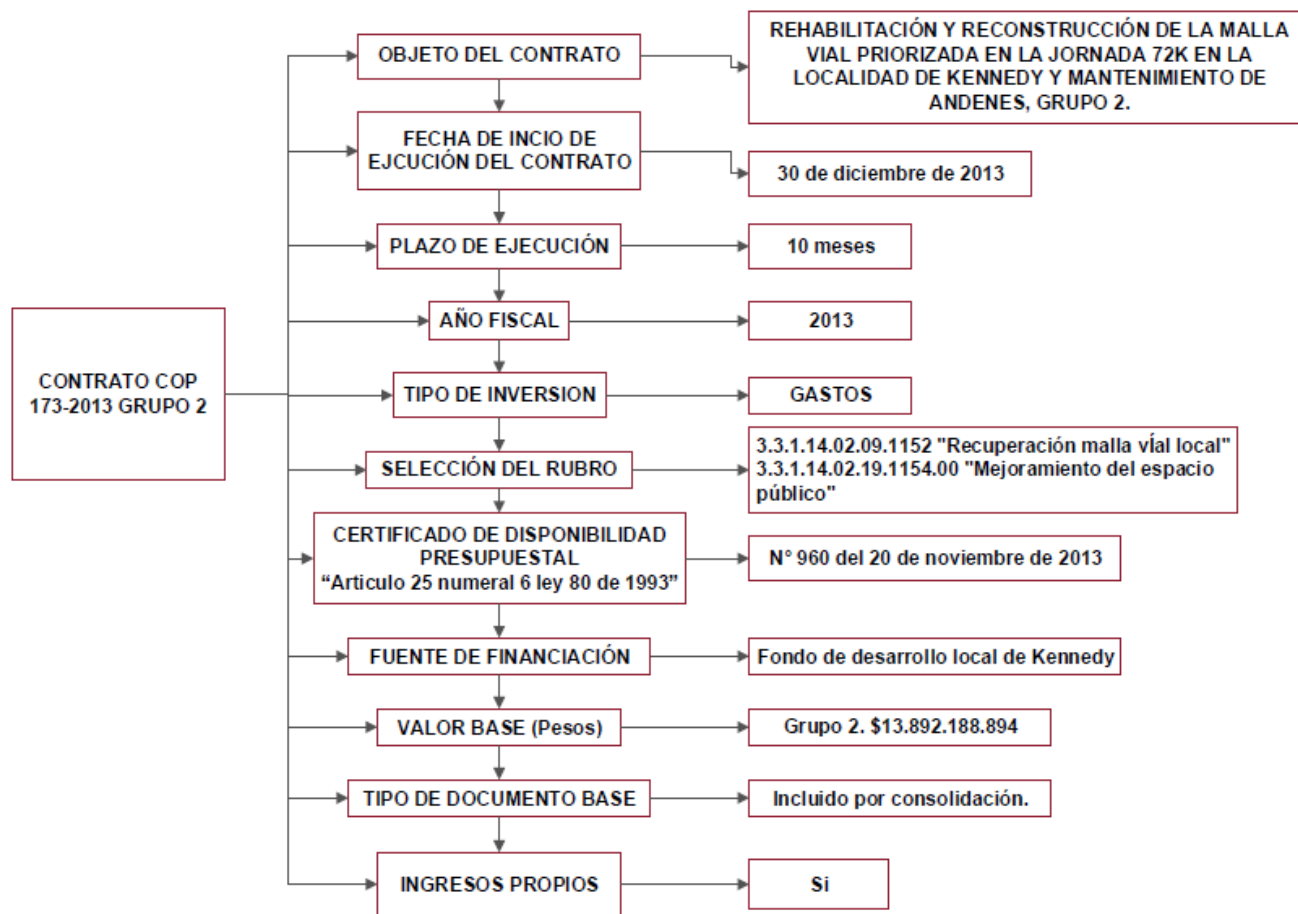 OBJETO DEL CONTRATO
REHABILITACIÓN Y RECONSTRUCCIÓN DE LA MALLA
VIAL PRIORIZADA EN LA JORNADA 72K EN LA
LOCALIDAD DE KENNEDY Y MANTENIMIENTO DE
ANDENES, GRUPO 2.
FECHA DE INCIO DE
EJCUCIÓN DEL CONTRATO
30 de diciembre de 2013
PLAZO DE EJECUCIÓN
10 meses
AÑO FISCAL
2013
CONTRATO COP
173-2013 GRUPO 2
TIPO DE INVERSION
GASTOS
SELECCIÓN DEL RUBRO
3.3.1.14.02.09.1152 "Recuperación malla vÍal local"
3.3.1.14.02.19.1154.00 "Mejoramiento del espacio
público"
CERTIFICADO DE DISPONIBILIDAD
PRESUPUESTAL
“Articulo 25 numeral 6 ley 80 de 1993”
N° 960 del 20 de noviembre de 2013
FUENTE DE FINANCIACIÓN
Fondo de desarrollo local de Kennedy
VALOR BASE (Pesos)
Grupo 2. $13.892.188.894
TIPO DE DOCUMENTO BASE
Incluido por consolidación.
INGRESOS PROPIOS
Si